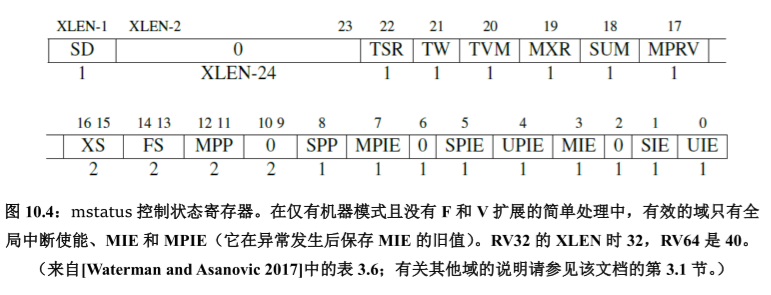 XLEN-1 XLEN-2 23 22 21 20 19 18 17
SD 0 TSR TW TVM MXR SUM MPRV
1 XLEN-24 1 1 1 1 1 1
16 15 14 13 12 11 10 9 8 7 6 5 4 3 2 1 0
XS FS MPP 0 SPP MPIE 0 SPIE UPIE MIE 0 SIE UIE
2 2 2 2 1 1 1 1 1 1 1 1 1
图 10.4：mstatus 控制状态寄存器。在仅有机器模式且没有 F 和 V 扩展的简单处理中，有效的域只有全
局中断使能、MIE 和 MPIE（它在异常发生后保存 MIE 的旧值）。RV32 的 XLEN 时 32，RV64 是 40。
（来自[Waterman and Asanovic 2017]中的表 3.6；有关其他域的说明请参见该文档的第 3.1 节。）